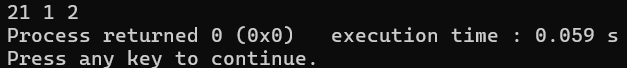 21 1 2
Process returned 0 (0x0)   execution time : 0.059 s
Press any key to continue.